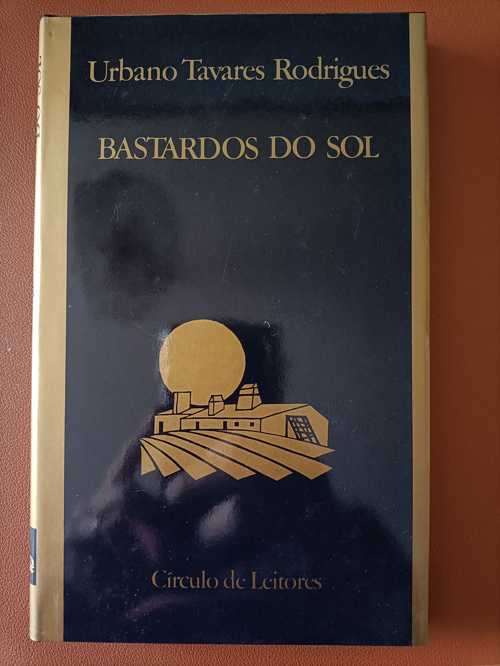 Urbano Tavares Rodrigues
BASTARDOS DO SOL
Círculo de Leitores